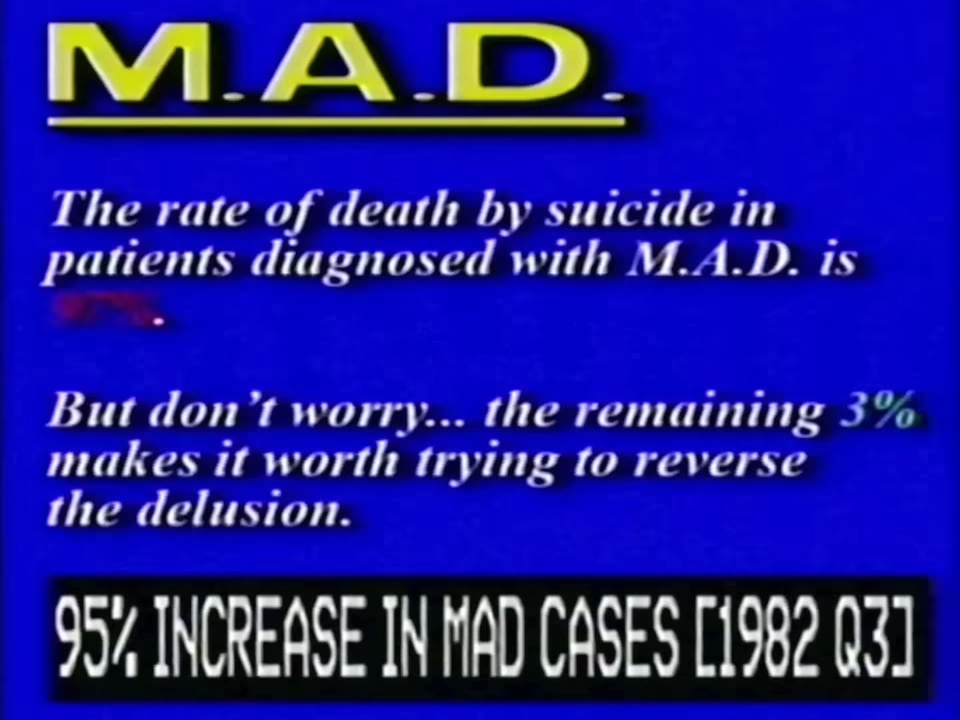 M.A.D.
The rate of death by suicide in
patients diagnosed with M.A.D. is
.
But don't worry... the remaining 3%
makes it worth trying to reverse
the delusion.
95% INCREASE IN MAD CASES [1982 Q3]